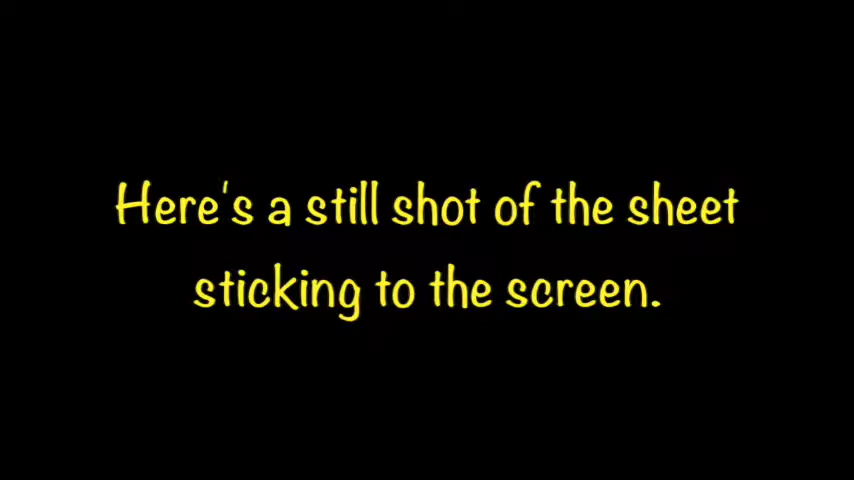 Here's a still shot of the sheet
sticking to the screen.